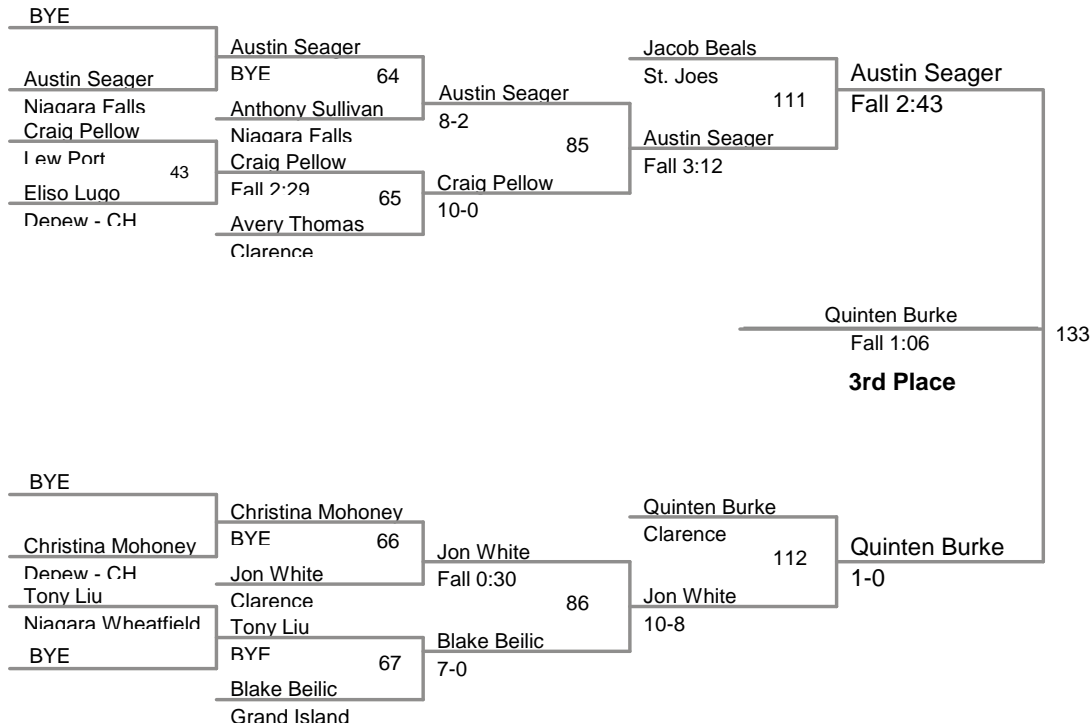 BYE
Austin Seager
Niagara Falls
Craig Pellow
Lew Port
43
Eliso Lugo
Depew - CH
Austin Seager
BYE
64
Anthony Sullivan
Niagara Falls
Craig Pellow
Fall 2:29
65
Avery Thomas
Clarence
Austin Seager
8-2
85
Craig Pellow
10-0
Jacob Beals
St. Joes
111
Austin Seager
Fall 3:12
Austin Seager
Fall 2:43
Quinten Burke
133
Fall 1:06
3rd Place
BYE
Christina Mohoney
Depew - CH
Tony Liu
Niagara Wheatfield
BYE
Christina Mohoney
BYE
66
Jon White
Clarence
Tony Liu
BYE
67
Blake Beilic
Grand Island
Jon White
Fall 0:30
86
Blake Beilic
7-0
Quinten Burke
Clarence
112
Jon White
10-8
Quinten Burke
1-0